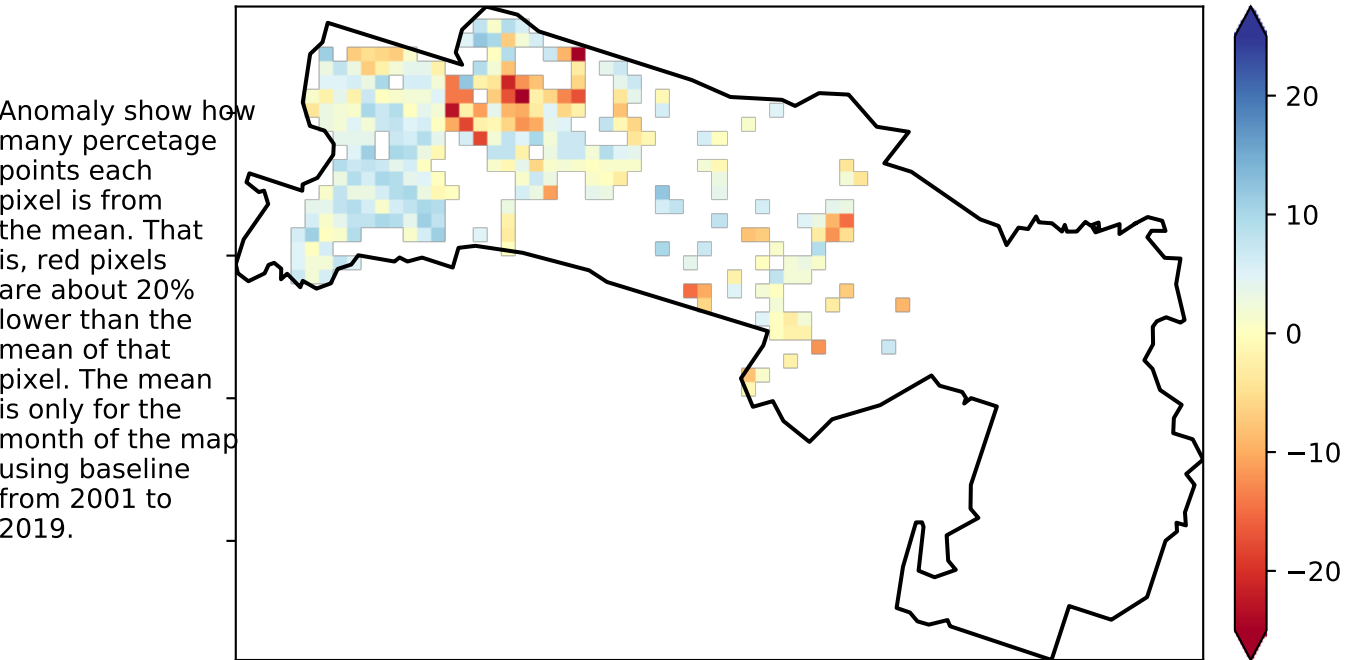 Anomaly show how
many percetage
points each
pixel is from
the mean. That
is, red pixels
are about 20%
lower than the
mean of that
pixel. The mean
is only for the
month of the map
using baseline
from 2001 to
2019.
20
10
0
−10
−20